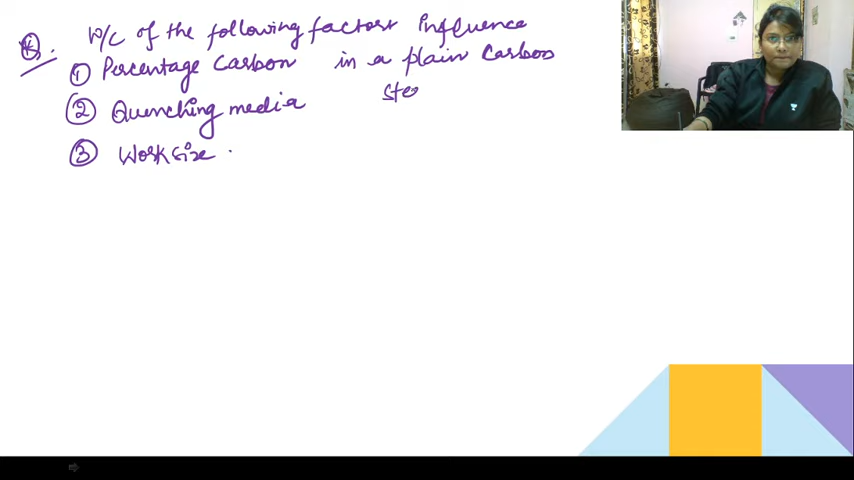 Q. W/C of the following factors Influence
① Percentage Carbon in a plain Carbon
② Quenching media ste
③ Work size .